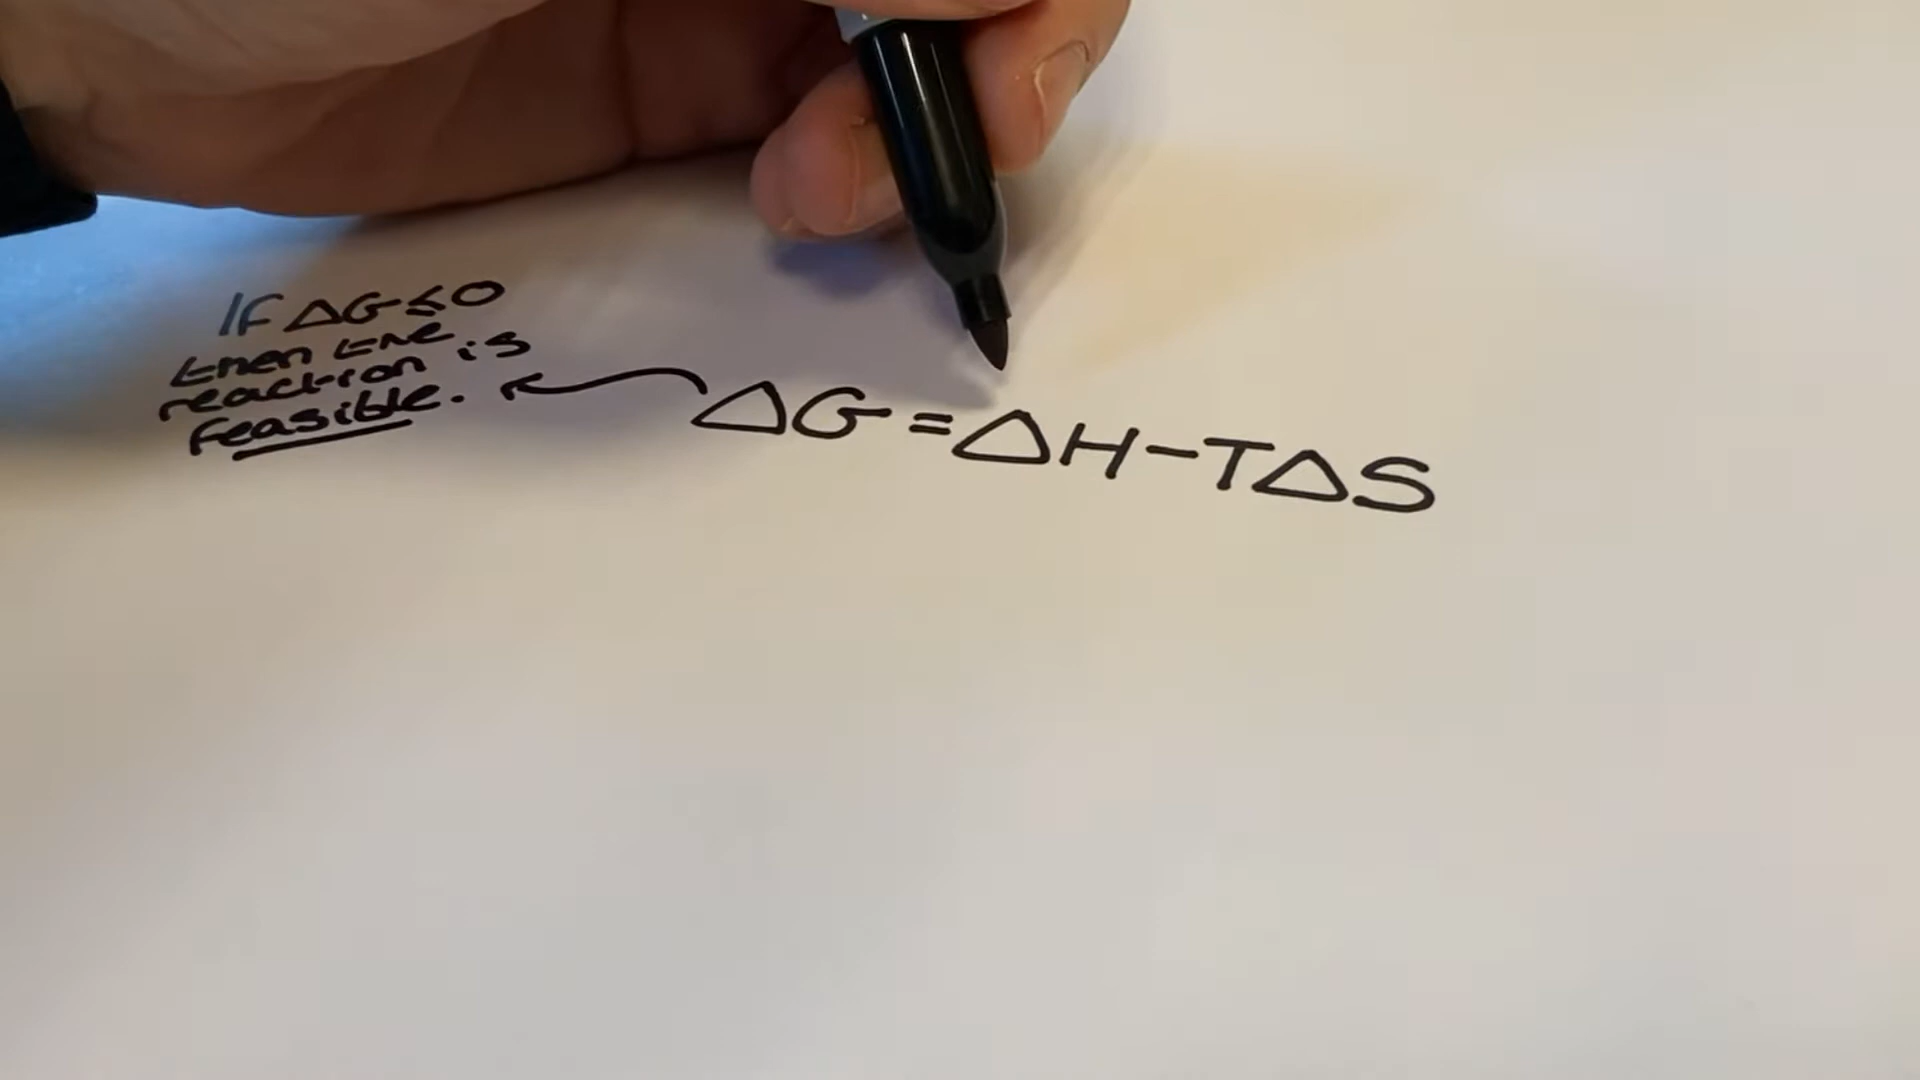 If ΔG≤0
then the
reaction is
feasible.
ΔG=ΔH-TΔS